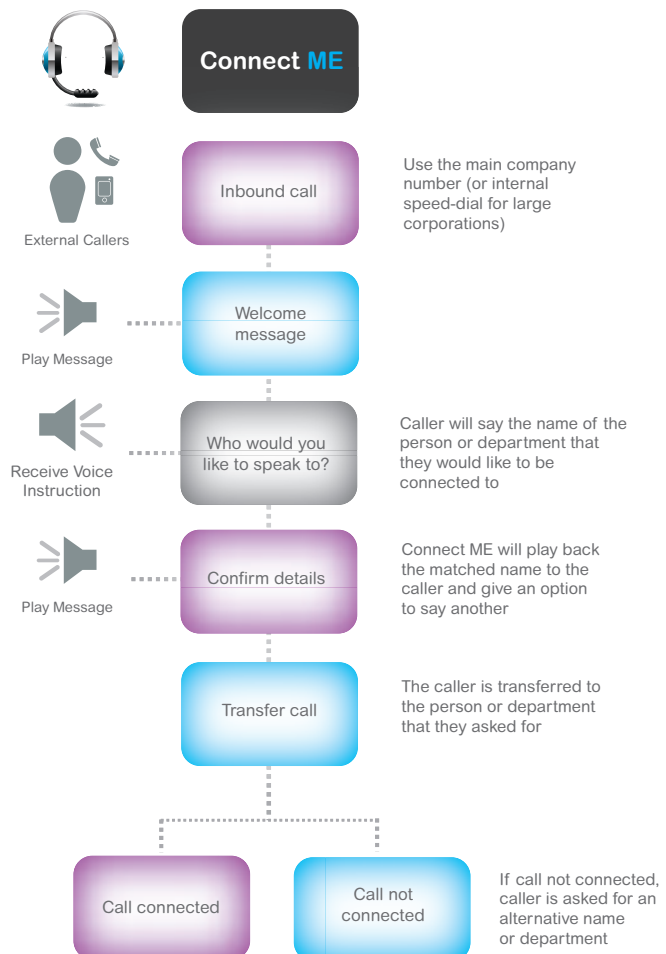 Connect ME
Inbound call
Use the main company
number (or internal
speed-dial for large
corporations)
External Callers
Welcome
message
Play Message
Who would you
like to speak to?
Caller will say the name of the
person or department that
they would like to be
connected to
Receive Voice
Instruction
Confirm details
Connect ME will play back
the matched name to the
caller and give an option
to say another
Play Message
Transfer call
The caller is transferred to
the person or department
that they asked for
Call connected
Call not
connected
If call not connected,
caller is asked for an
alternative name
or department